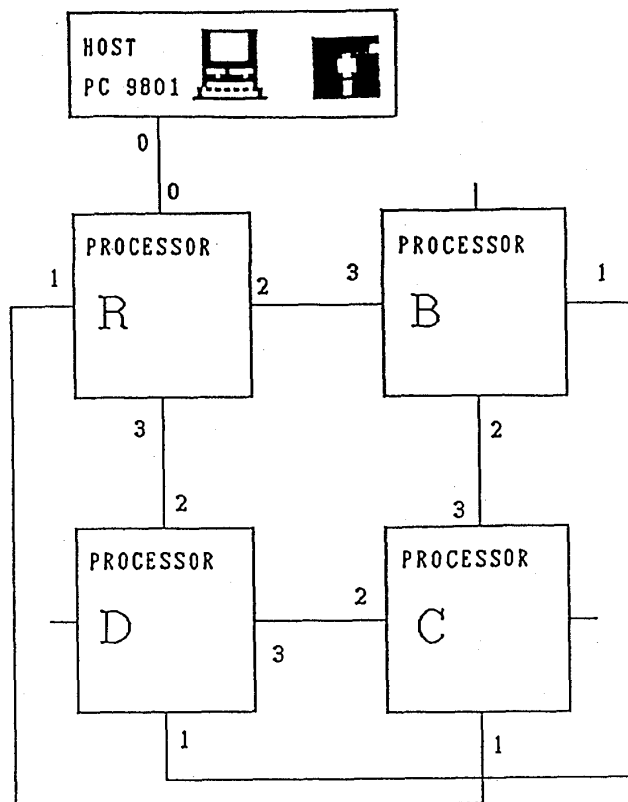 HOST
PC 9801
0
0
PROCESSOR
PROCESSOR
1
2
3
1
R
B
3
2
2
3
PROCESSOR
PROCESSOR
2
D
C
3
1
1